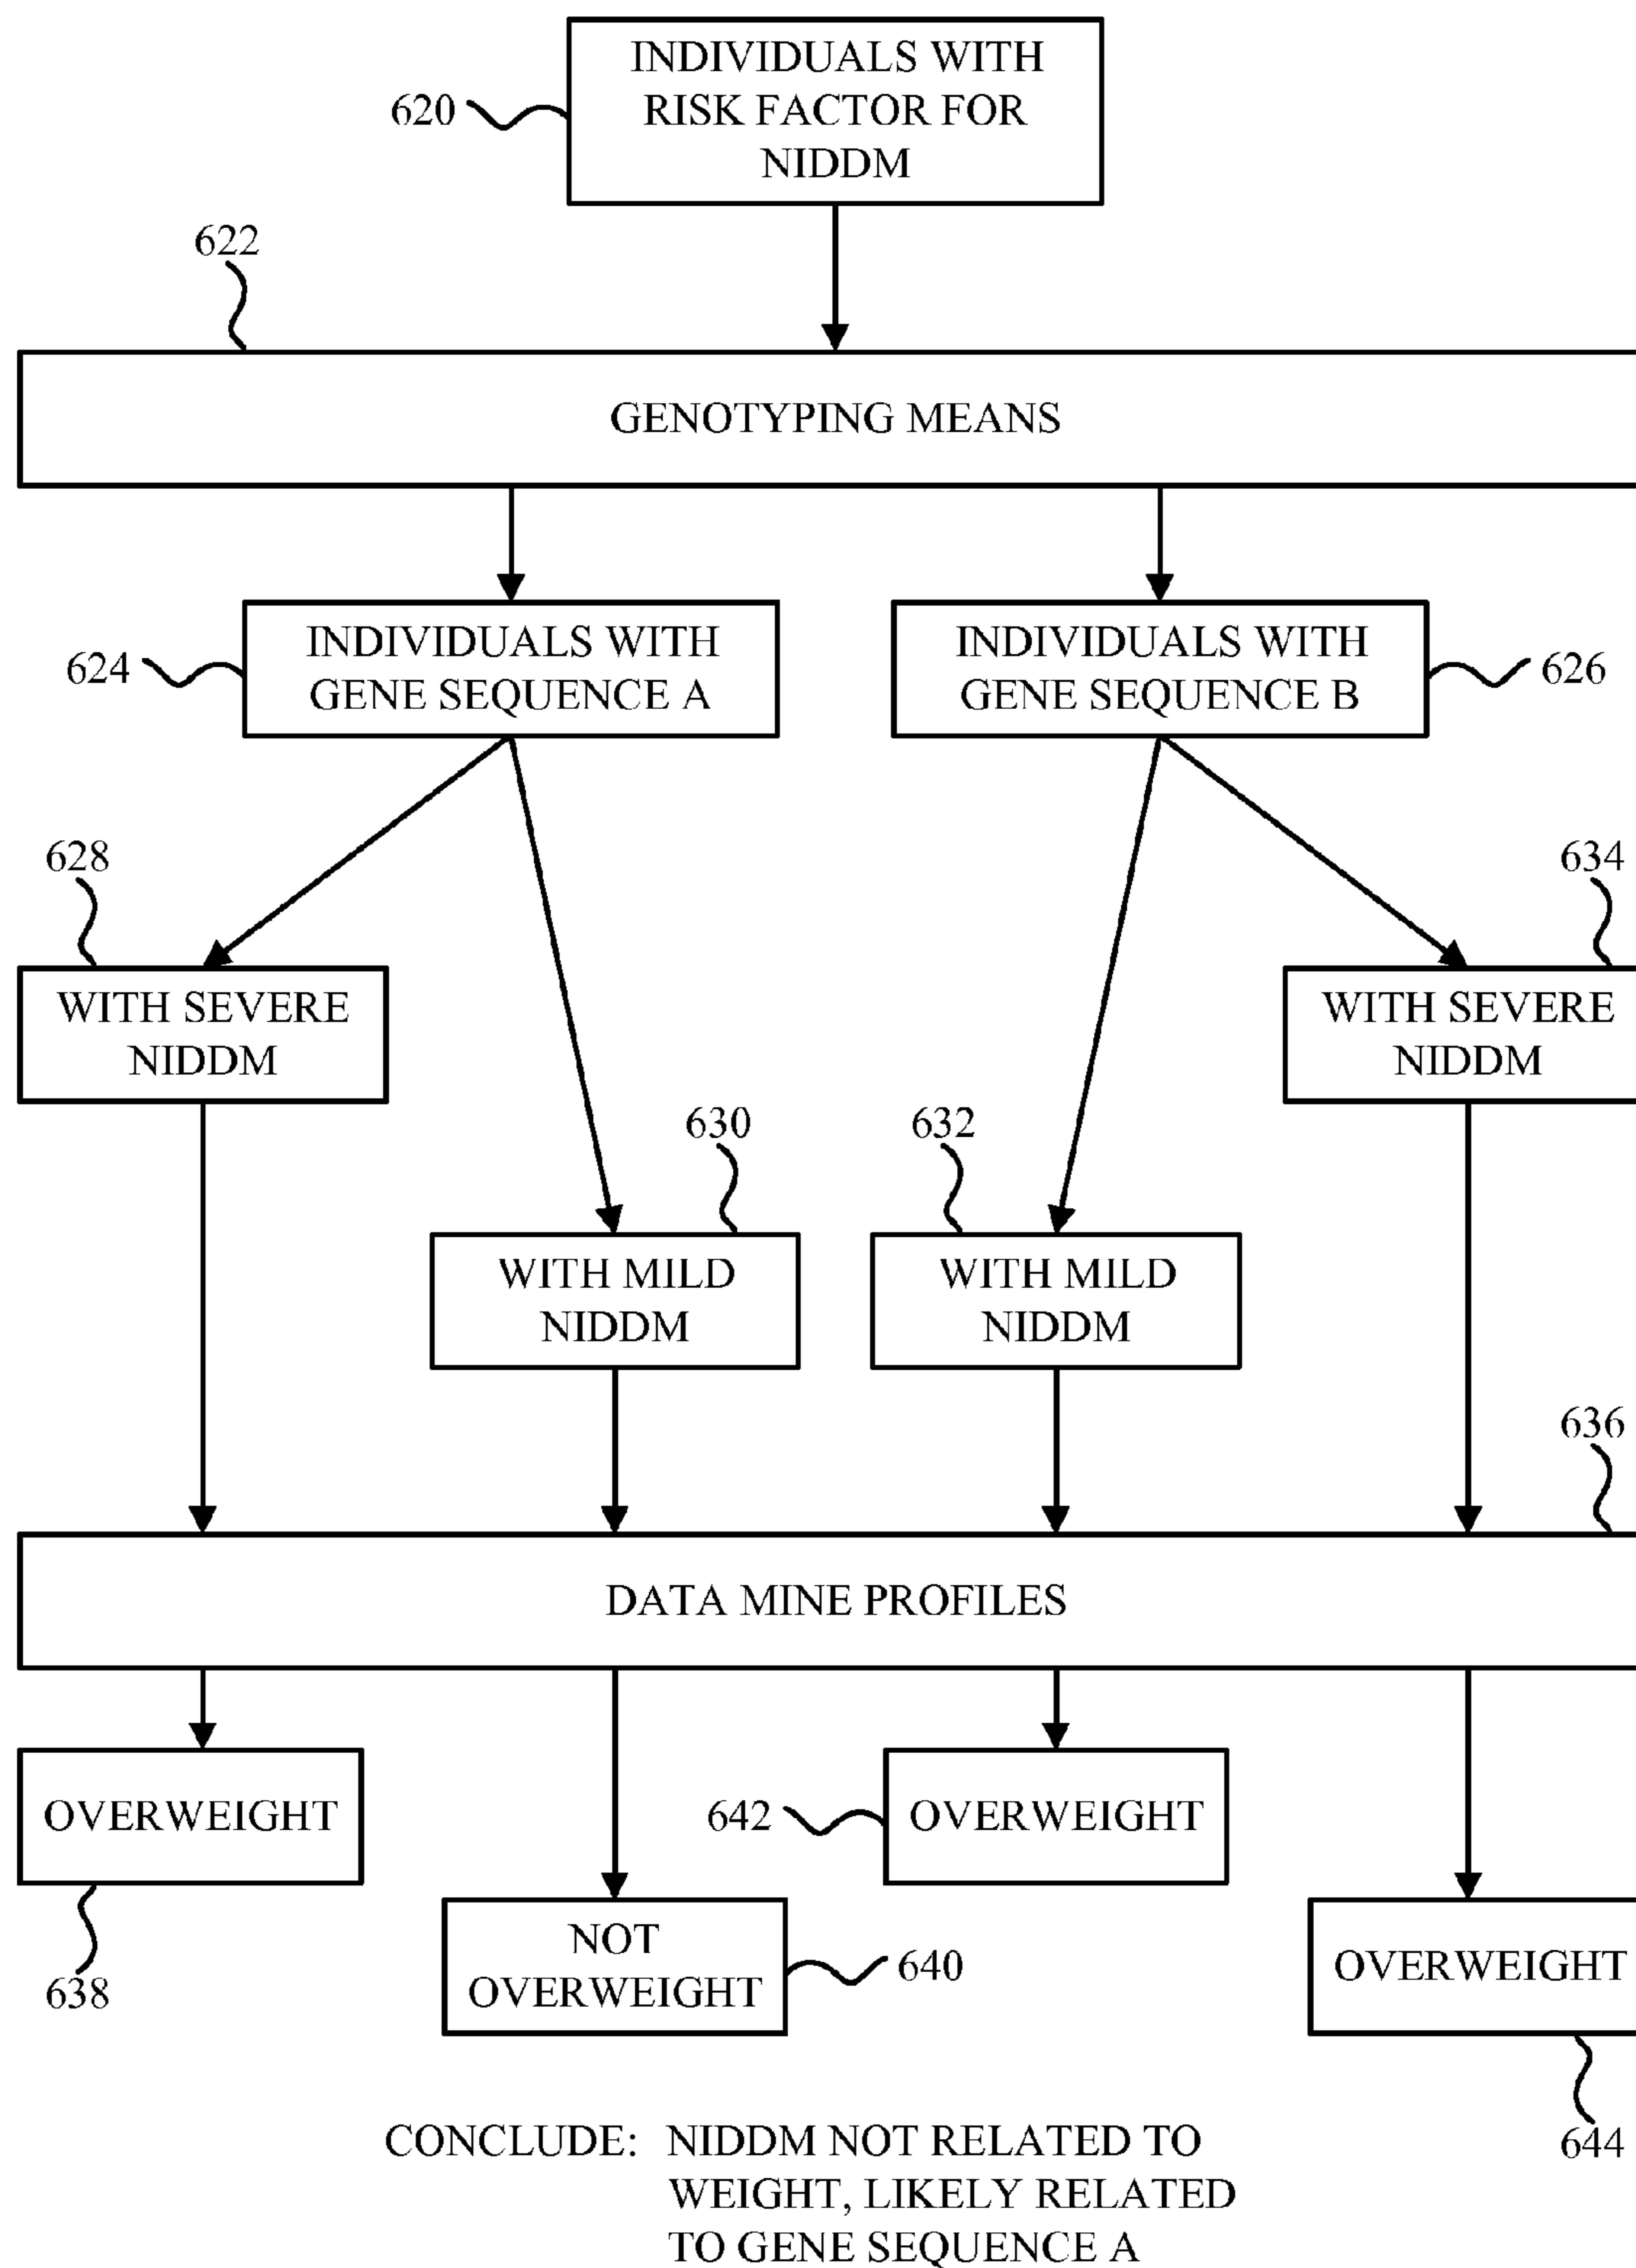 INDIVIDUALS WITH
RISK FACTOR FOR
NIDDM
620
622
GENOTYPING MEANS
INDIVIDUALS WITH
GENE SEQUENCE A
624
INDIVIDUALS WITH
GENE SEQUENCE B
626
628
634
WITH SEVERE
NIDDM
WITH SEVERE
NIDDM
630
632
WITH MILD
NIDDM
WITH MILD
NIDDM
636
DATA MINE PROFILES
OVERWEIGHT
642
OVERWEIGHT
638
NOT
OVERWEIGHT
640
OVERWEIGHT
644
CONCLUDE: NIDDM NOT RELATED TO
WEIGHT, LIKELY RELATED
TO GENE SEQUENCE A